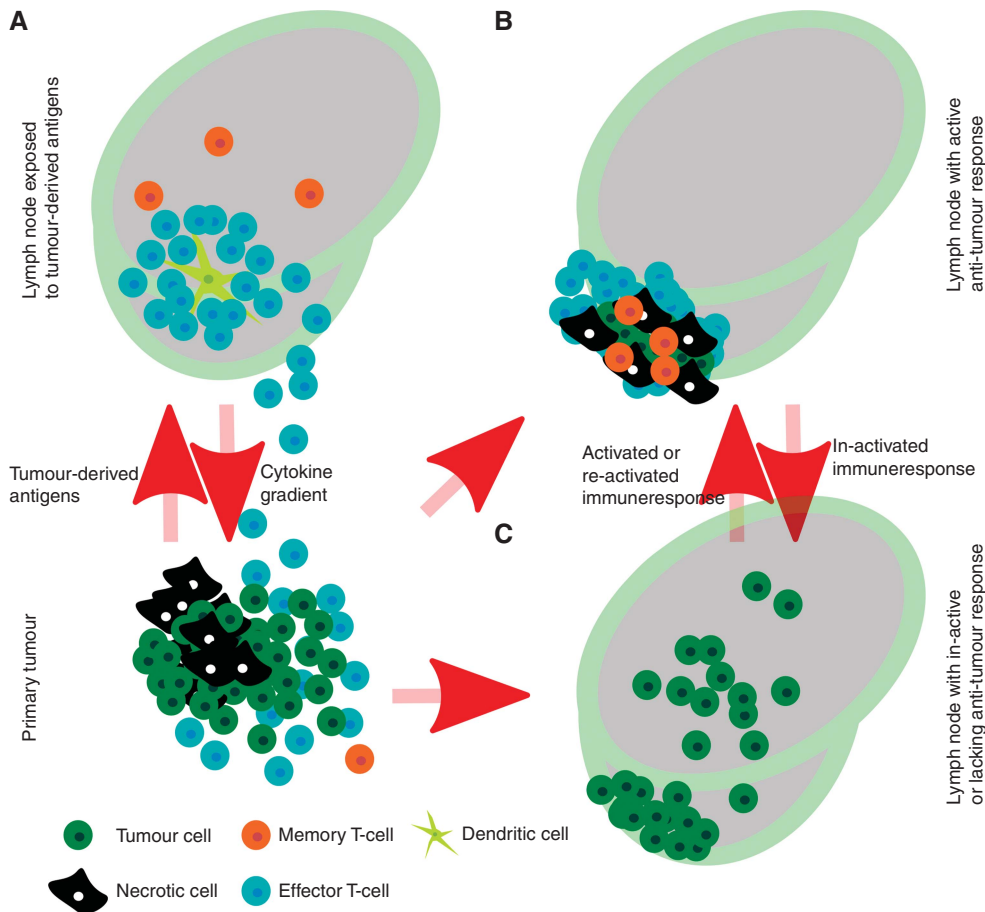 A
B
Lymph node exposed
to tumour-derived antigens
Lymph node with active
anti-tumour response
Tumour-derived
antigens
Cytokine
gradient
Activated or
re-activated
immuneresponse
In-activated
immuneresponse
C
Primary tumour
Lymph node with in-active
or lacking anti-tumour response
Tumour cell
Memory T-cell
Dendritic cell
Necrotic cell
Effector T-cell